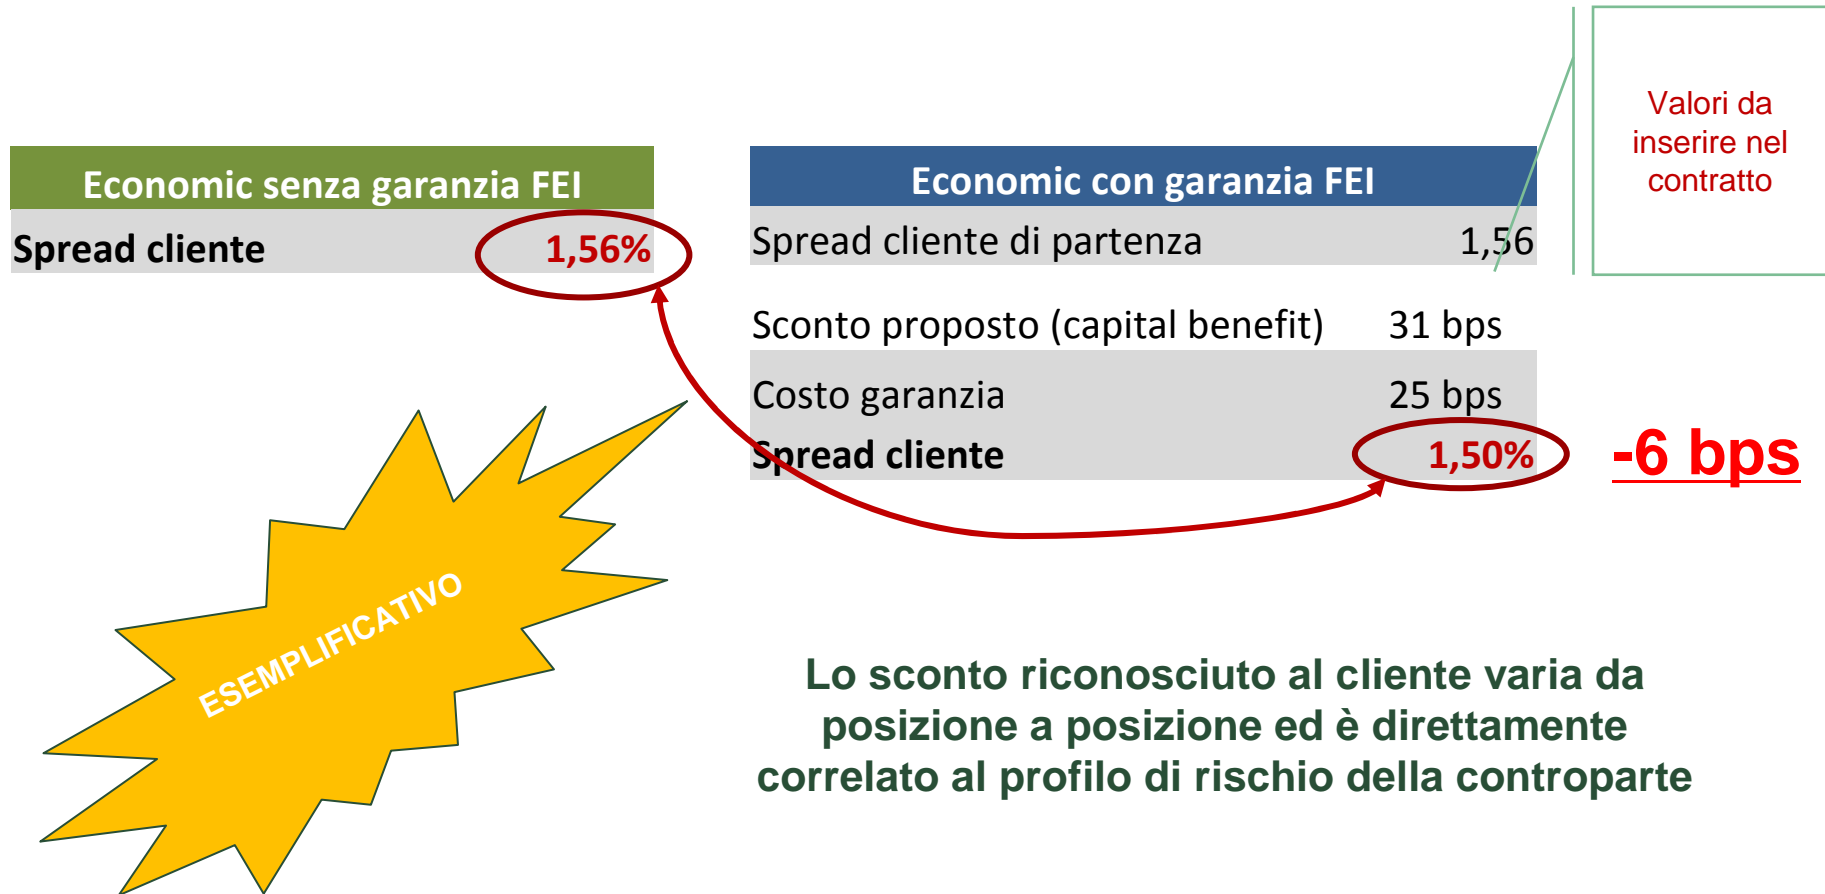 Valori da
inserire nel
contratto
Economic senza garanzia FEI
Spread cliente 1,56%
Economic con garanzia FEI
Spread cliente di partenza 1,56
Sconto proposto (capital benefit) 31 bps
Costo garanzia 25 bps
Spread cliente 1,50%
-6 bps
ESEMPLIFICATIVO
Lo sconto riconosciuto al cliente varia da
posizione a posizione ed è direttamente
correlato al profilo di rischio della controparte